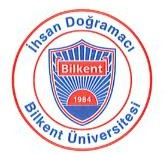 İhsan Doğramacı
Bilkent
1984
Bilkent Üniversitesi